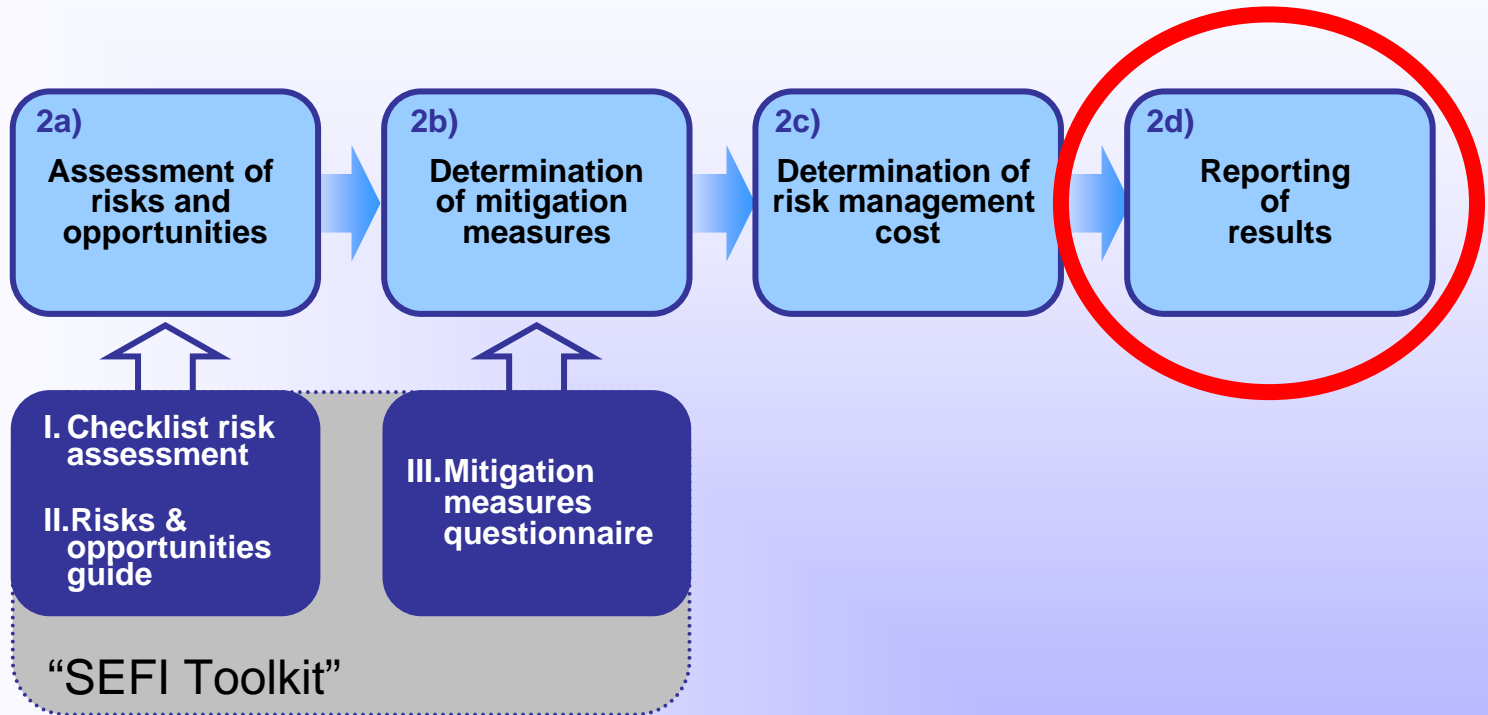 2a)
Assessment of
risks and
opportunities
2b)
Determination
of mitigation
measures
2c)
Determination of
risk management
cost
2d)
Reporting
of
results
I. Checklist risk
assessment
II.Risks &
opportunities
guide
III.Mitigation
measures
questionnaire
“SEFI Toolkit”